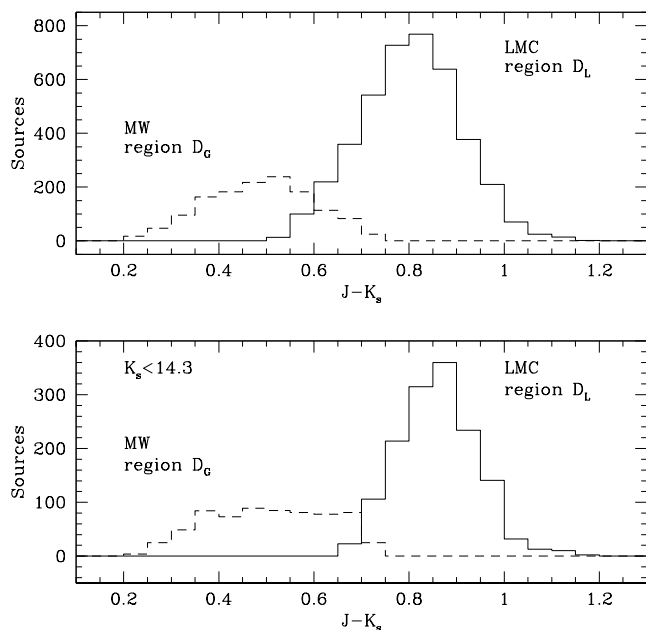 800
600
400
200
0
Sources
MW
region D_G
LMC
region D_L
0.2 0.4 0.6 0.8 1 1.2
J−K_s
400
300
200
100
0
Sources
K_s<14.3
MW
region D_G
LMC
region D_L
0.2 0.4 0.6 0.8 1 1.2
J−K_s